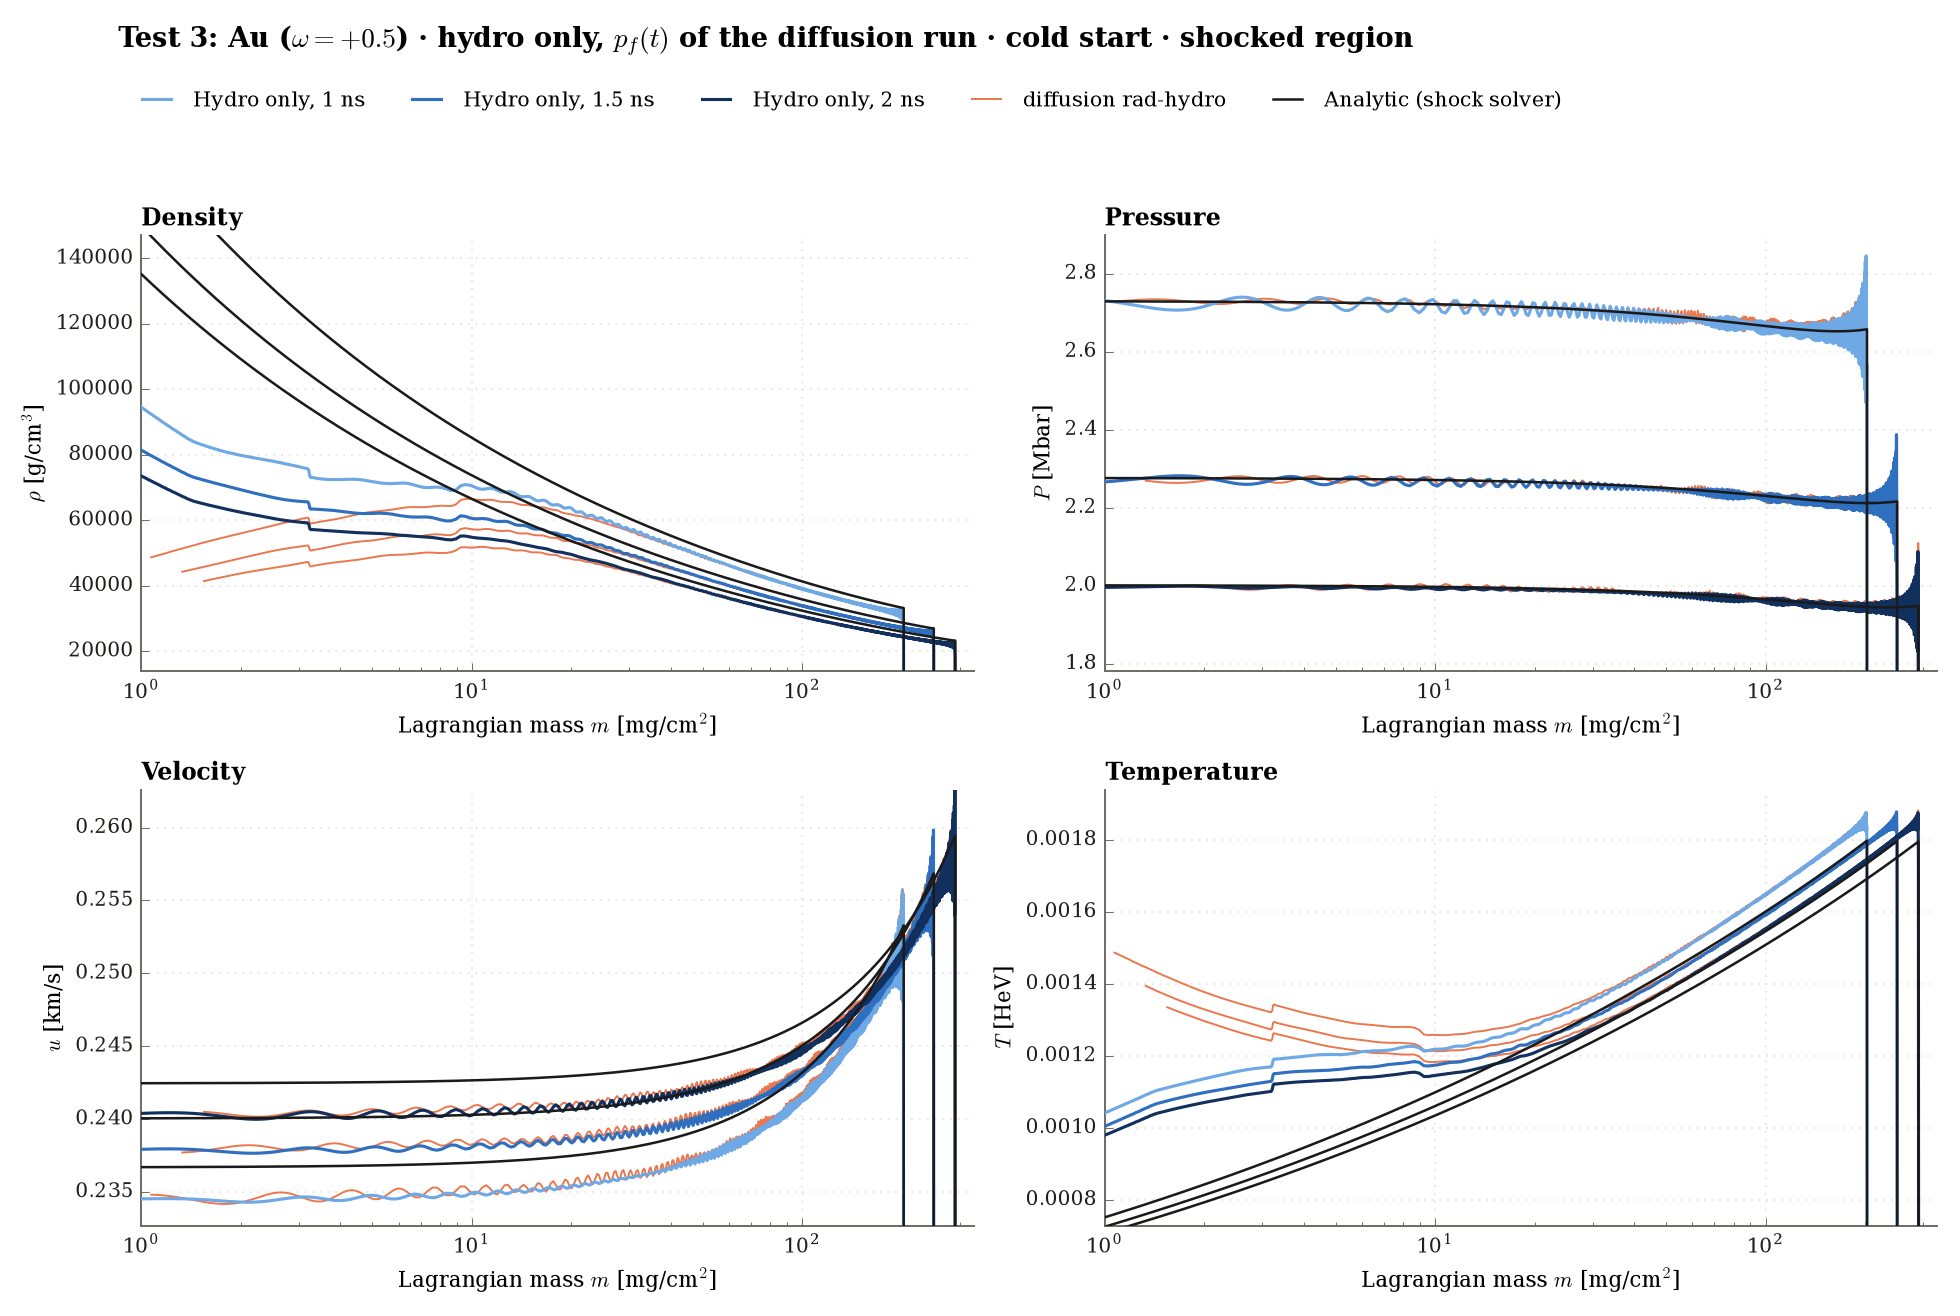 Test 3: Au (ω = +0.5) · hydro only, p_f(t) of the diffusion run · cold start · shocked region
Hydro only, 1 ns
Hydro only, 1.5 ns
Hydro only, 2 ns
diffusion rad-hydro
Analytic (shock solver)
Density
140000
120000
100000
80000
60000
40000
20000
ρ [g/cm³]
10⁰
10¹
10²
Lagrangian mass m [mg/cm²]
Pressure
2.8
2.6
2.4
2.2
2.0
1.8
P [Mbar]
10⁰
10¹
10²
Lagrangian mass m [mg/cm²]
Velocity
0.260
0.255
0.250
0.245
0.240
0.235
u [km/s]
10⁰
10¹
10²
Lagrangian mass m [mg/cm²]
Temperature
0.0018
0.0016
0.0014
0.0012
0.0010
0.0008
T [HeV]
10⁰
10¹
10²
Lagrangian mass m [mg/cm²]